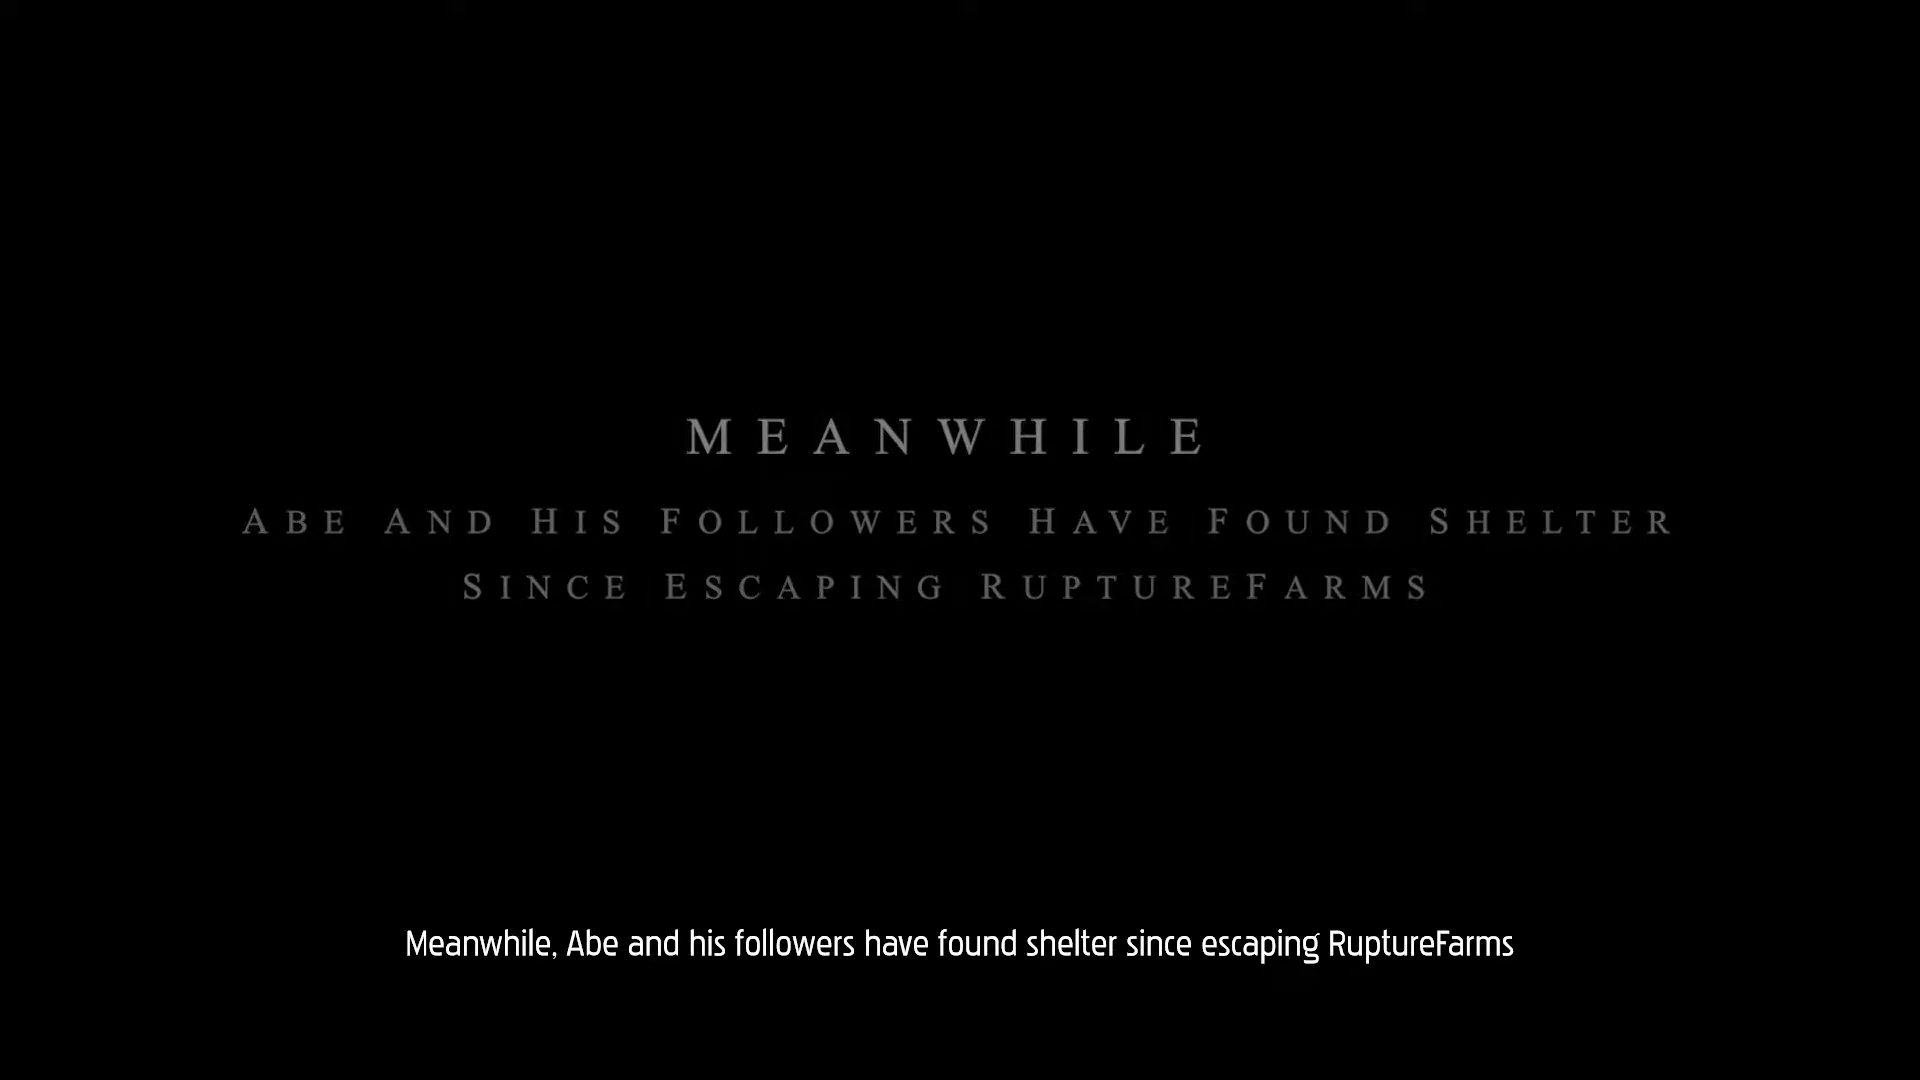 MEANWHILE
ABE AND HIS FOLLOWERS HAVE FOUND SHELTER
SINCE ESCAPING RUPTUREFARMS
Meanwhile, Abe and his followers have found shelter since escaping RuptureFarms